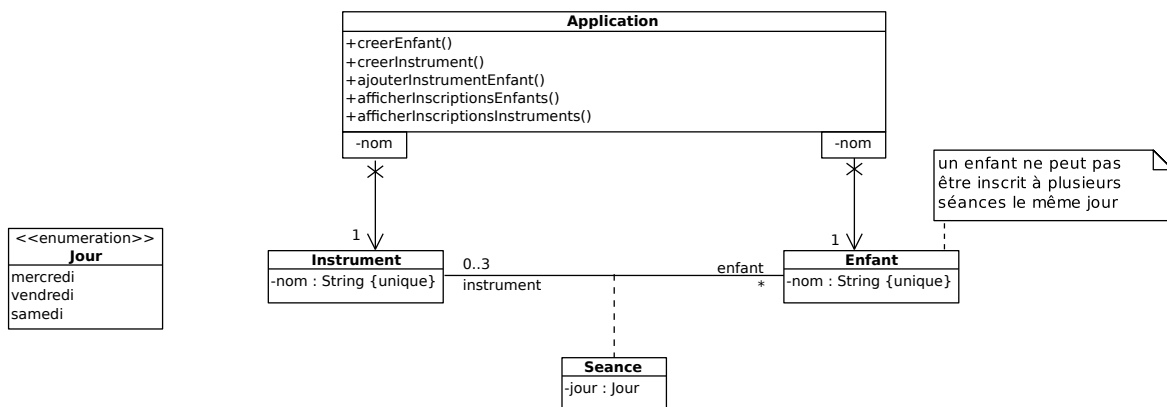 Application
+creerEnfant()
+creerInstrument()
+ajouterInstrumentEnfant()
+afficherInscriptionsEnfants()
+afficherInscriptionsInstruments()
-nom
-nom
un enfant ne peut pas
être inscrit à plusieurs
séances le même jour
<<enumeration>>
Jour
mercredi
vendredi
samedi
1
Instrument
-nom : String {unique}
0..3
instrument
enfant
*
1
Enfant
-nom : String {unique}
Seance
-jour : Jour